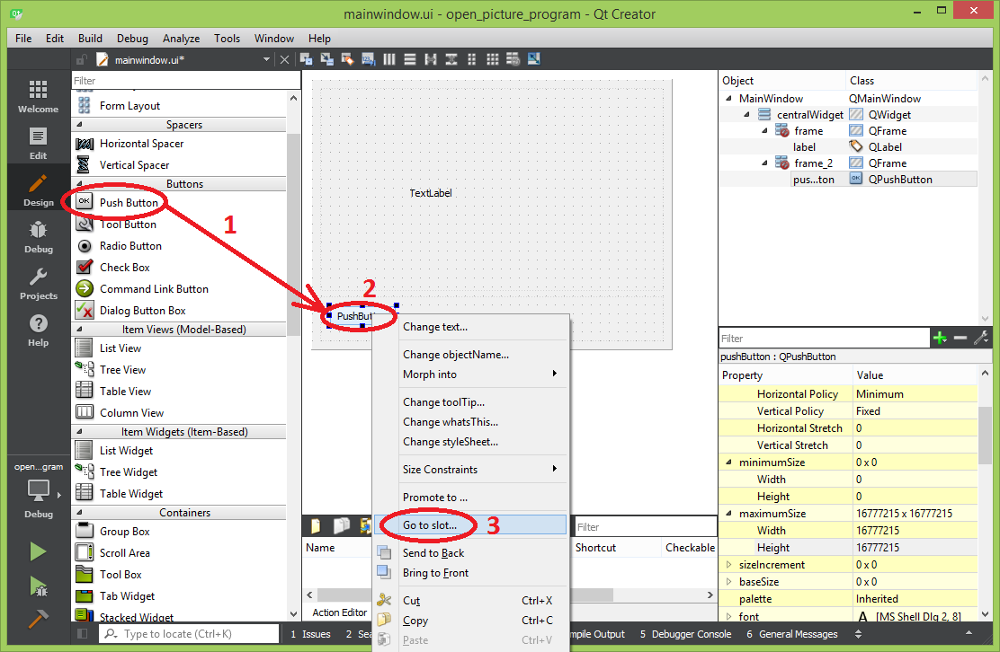 mainwindow.ui - open_picture_program - Qt Creator
File Edit Build Debug Analyze Tools Window Help
mainwindow.ui*
Welcome
Edit
Design
Debug
Projects
Help
open...gram
Debug
Filter
Form Layout
Spacers
Horizontal Spacer
Vertical Spacer
Buttons
OK Push Button
Tool Button
Radio Button
Check Box
Command Link Button
Dialog Button Box
Item Views (Model-Based)
List View
Tree View
Table View
Column View
Item Widgets (Item-Based)
List Widget
Tree Widget
Table Widget
Containers
Group Box
Scroll Area
Tool Box
Tab Widget
Stacked Widget
1
TextLabel
2
PushBut
Change text...
Change objectName...
Morph into
Change toolTip...
Change whatsThis...
Change styleSheet...
Size Constraints
Promote to ...
Go to slot...
3
Send to Back
Bring to Front
Cut Ctrl+X
Copy Ctrl+C
Paste Ctrl+V
Filter
Name Shortcut Checkable
Action Editor
Object Class
MainWindow QMainWindow
centralWidget QWidget
frame QFrame
label QLabel
frame_2 QFrame
pus...ton OK QPushButton
Filter
pushButton : QPushButton
Property Value
Horizontal Policy Minimum
Vertical Policy Fixed
Horizontal Stretch 0
Vertical Stretch 0
minimumSize 0 x 0
Width 0
Height 0
maximumSize 16777215 x 16777215
Width 16777215
Height 16777215
sizeIncrement 0 x 0
baseSize 0 x 0
palette Inherited
font A [MS Shell Dlg 2, 8]
Type to locate (Ctrl+K) 1 Issues 2 Sea mpile Output 5 Debugger Console 6 General Messages